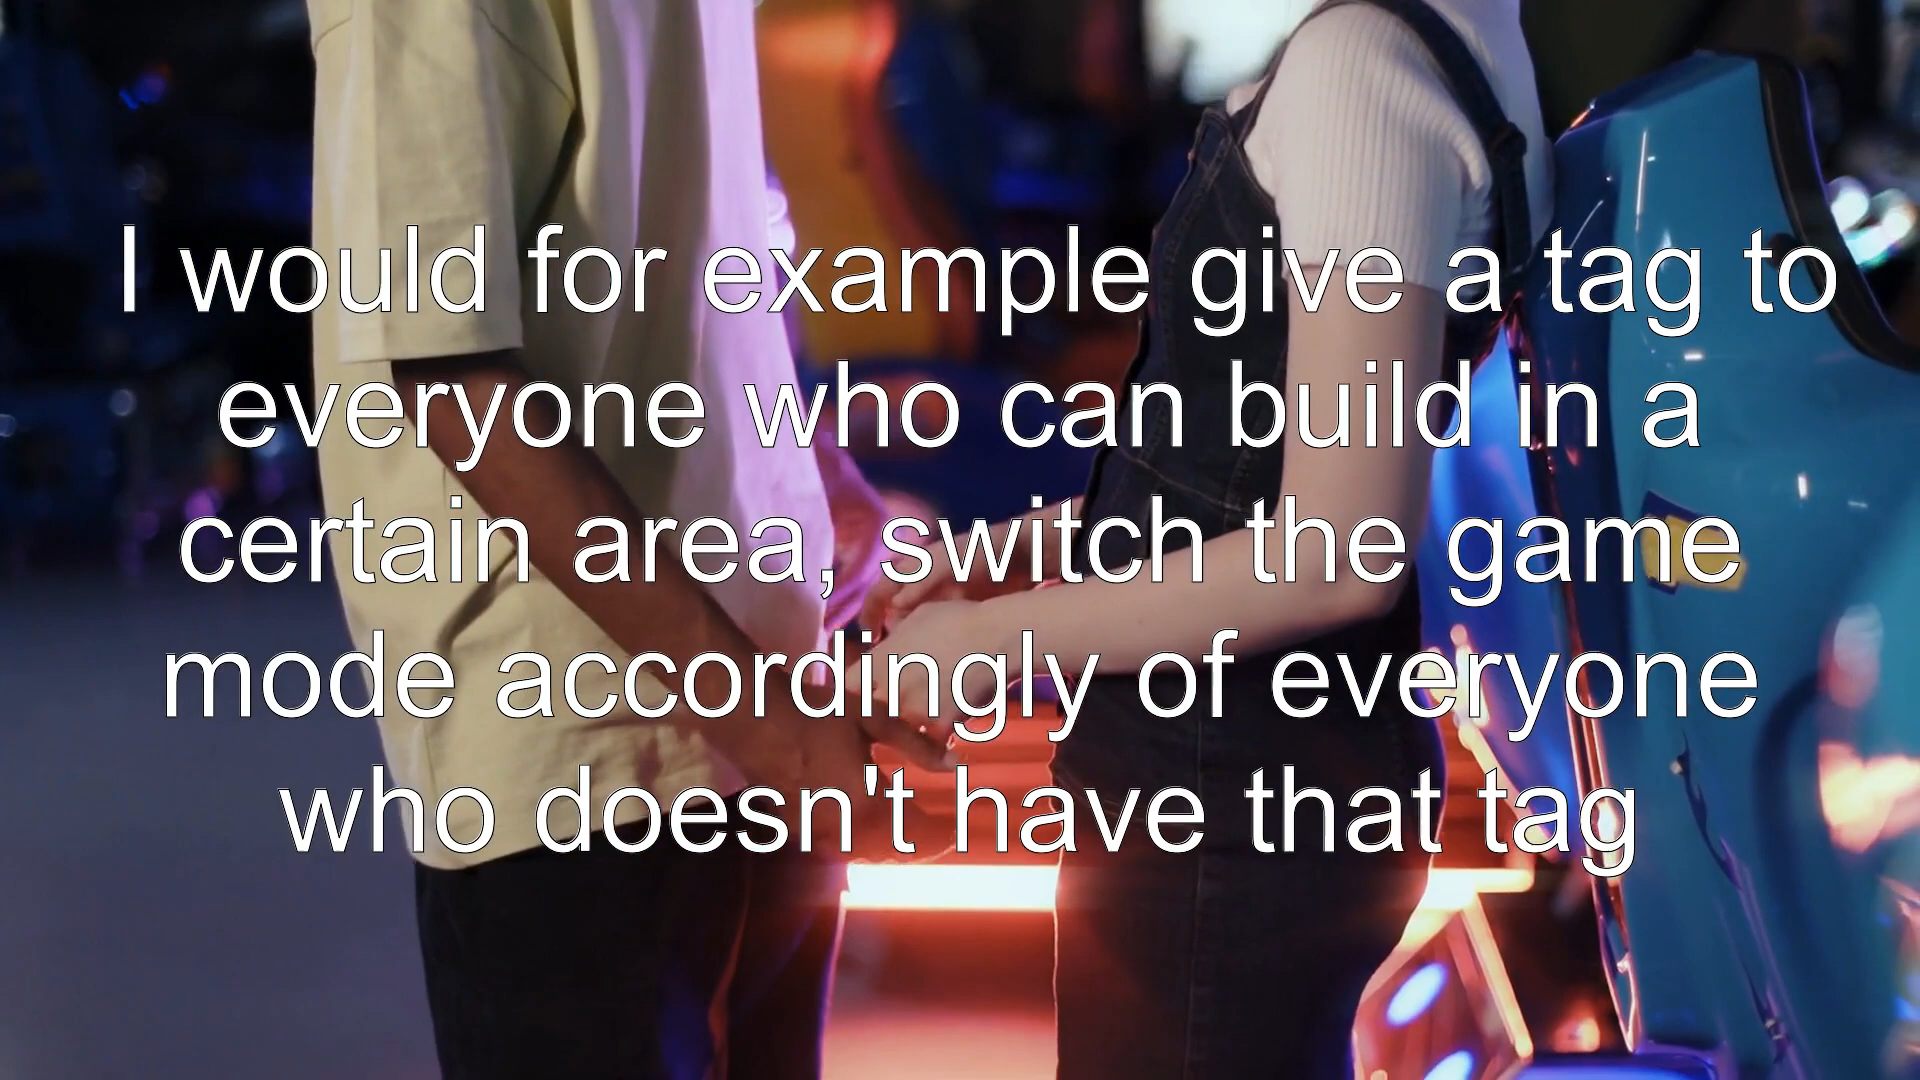 I would for example give a tag to
everyone who can build in a
certain area, switch the game
mode accordingly of everyone
who doesn't have that tag